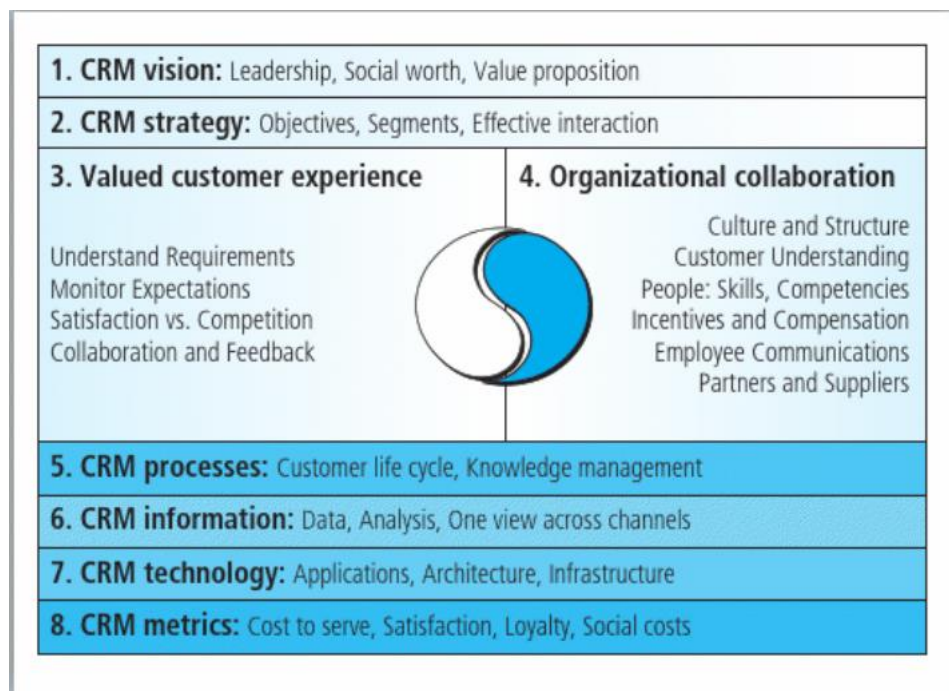 1. CRM vision: Leadership, Social worth, Value proposition
2. CRM strategy: Objectives, Segments, Effective interaction
3. Valued customer experience
Understand Requirements
Monitor Expectations
Satisfaction vs. Competition
Collaboration and Feedback
4. Organizational collaboration
Culture and Structure
Customer Understanding
People: Skills, Competencies
Incentives and Compensation
Employee Communications
Partners and Suppliers
5. CRM processes: Customer life cycle, Knowledge management
6. CRM information: Data, Analysis, One view across channels
7. CRM technology: Applications, Architecture, Infrastructure
8. CRM metrics: Cost to serve, Satisfaction, Loyalty, Social costs